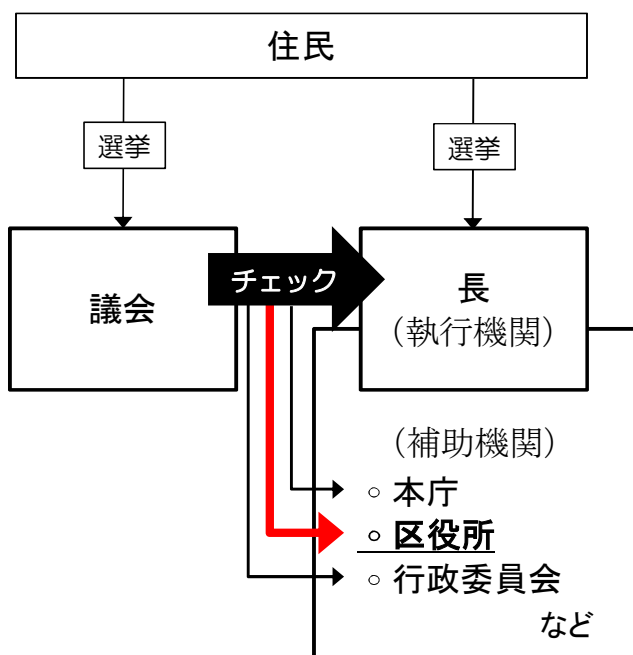 住民
選挙
選挙
議会
チェック
長
（執行機関）
（補助機関）
○ 本庁
○ 区役所
○ 行政委員会
など